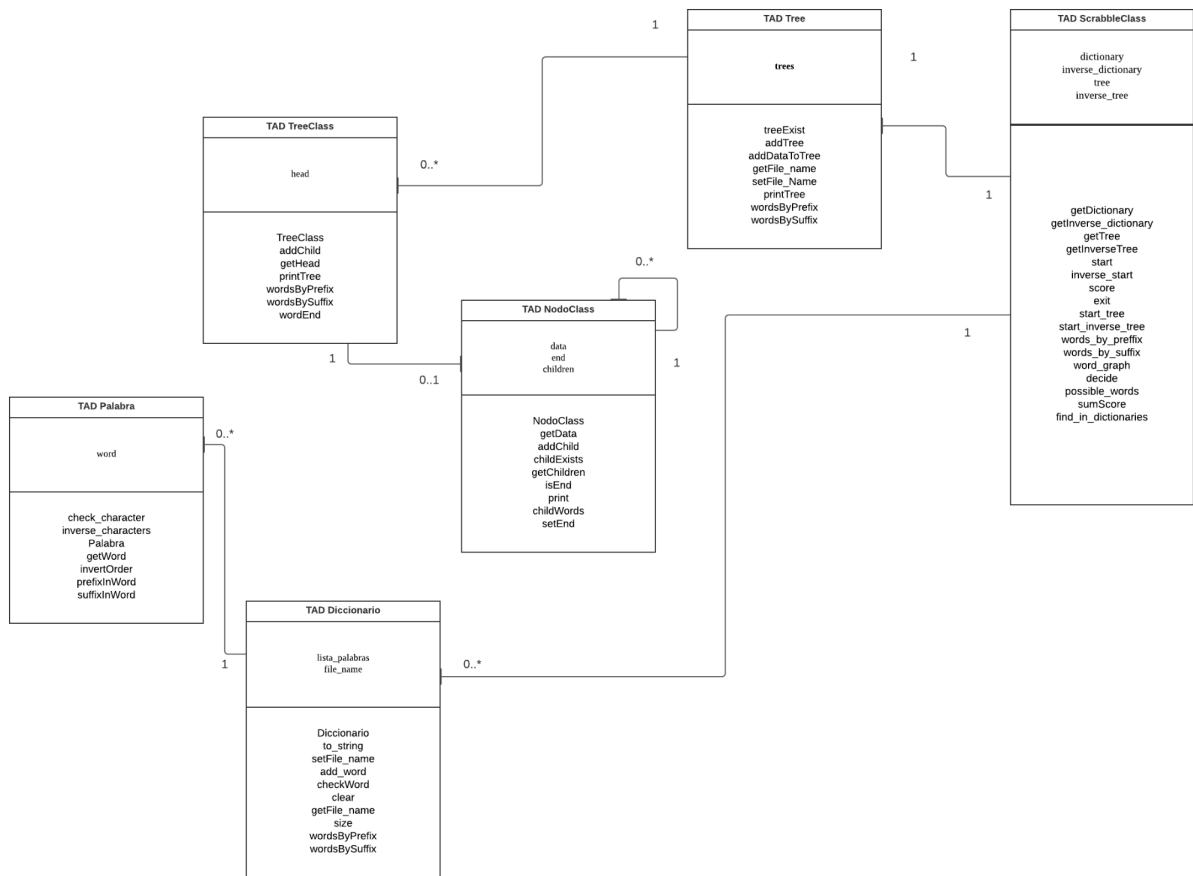 TAD Tree
trees
treeExist
addTree
addDataToTree
getFile_name
setFile_Name
printTree
wordsByPrefix
wordsBySuffix
TAD ScrabbleClass
dictionary
inverse_dictionary
tree
inverse_tree
getDictionary
getInverse_dictionary
getTree
getInverseTree
start
inverse_start
score
exit
start_tree
start_inverse_tree
words_by_preffix
words_by_suffix
word_graph
decide
possible_words
sumScore
find_in_dictionaries
1
1
1
0..*
TAD TreeClass
head
TreeClass
addChild
getHead
printTree
wordsByPrefix
wordsBySuffix
wordEnd
1
0..1
0..*
1
TAD NodoClass
data
end
children
NodoClass
getData
addChild
childExists
getChildren
isEnd
print
childWords
setEnd
1
TAD Palabra
word
check_character
inverse_characters
Palabra
getWord
invertOrder
prefixInWord
suffixInWord
0..*
1
0..*
TAD Diccionario
lista_palabras
file_name
Diccionario
to_string
setFile_name
add_word
checkWord
clear
getFile_name
size
wordsByPrefix
wordsBySuffix